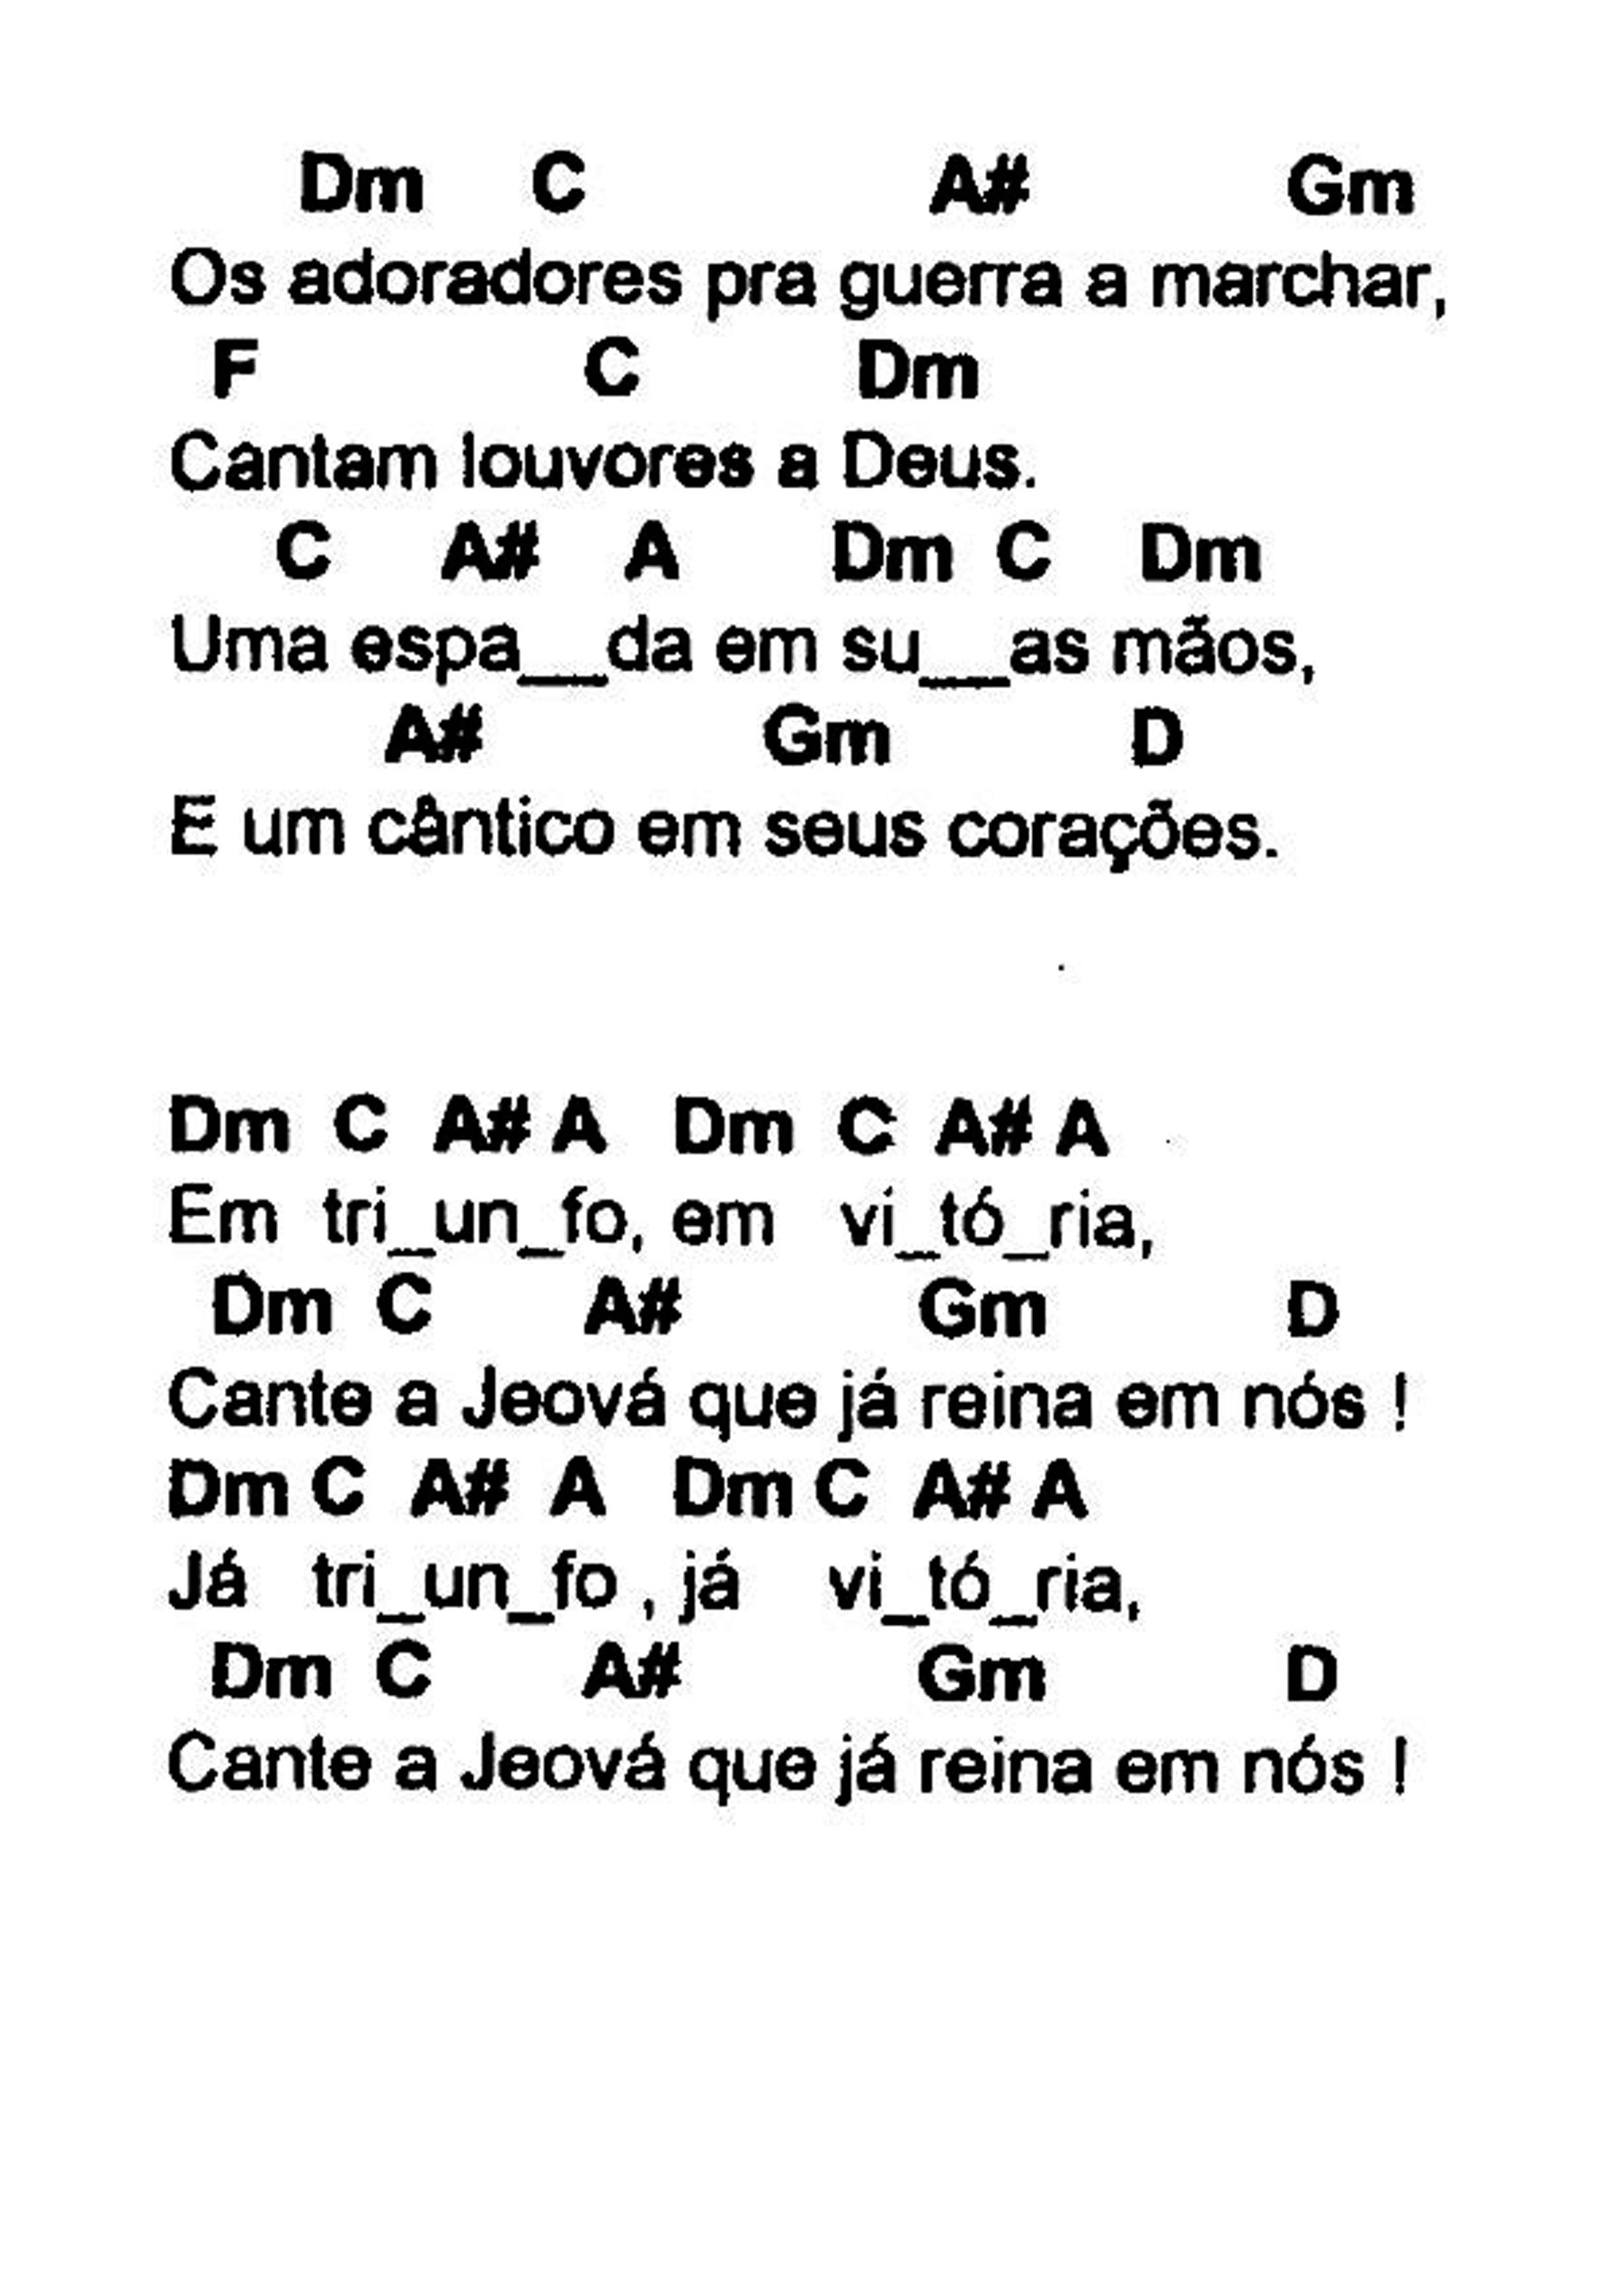 Dm C A# Gm
Os adoradores pra guerra a marchar,
F C Dm
Cantam louvores a Deus.
C A# A Dm C Dm
Uma espa__da em su__as mãos,
A# Gm D
E um cântico em seus corações.
Dm C A# A Dm C A# A
Em tri_un_fo, em vi_tó_ria,
Dm C A# Gm D
Cante a Jeová que já reina em nós !
Dm C A# A Dm C A# A
Já tri_un_fo , já vi_tó_ria,
Dm C A# Gm D
Cante a Jeová que já reina em nós !